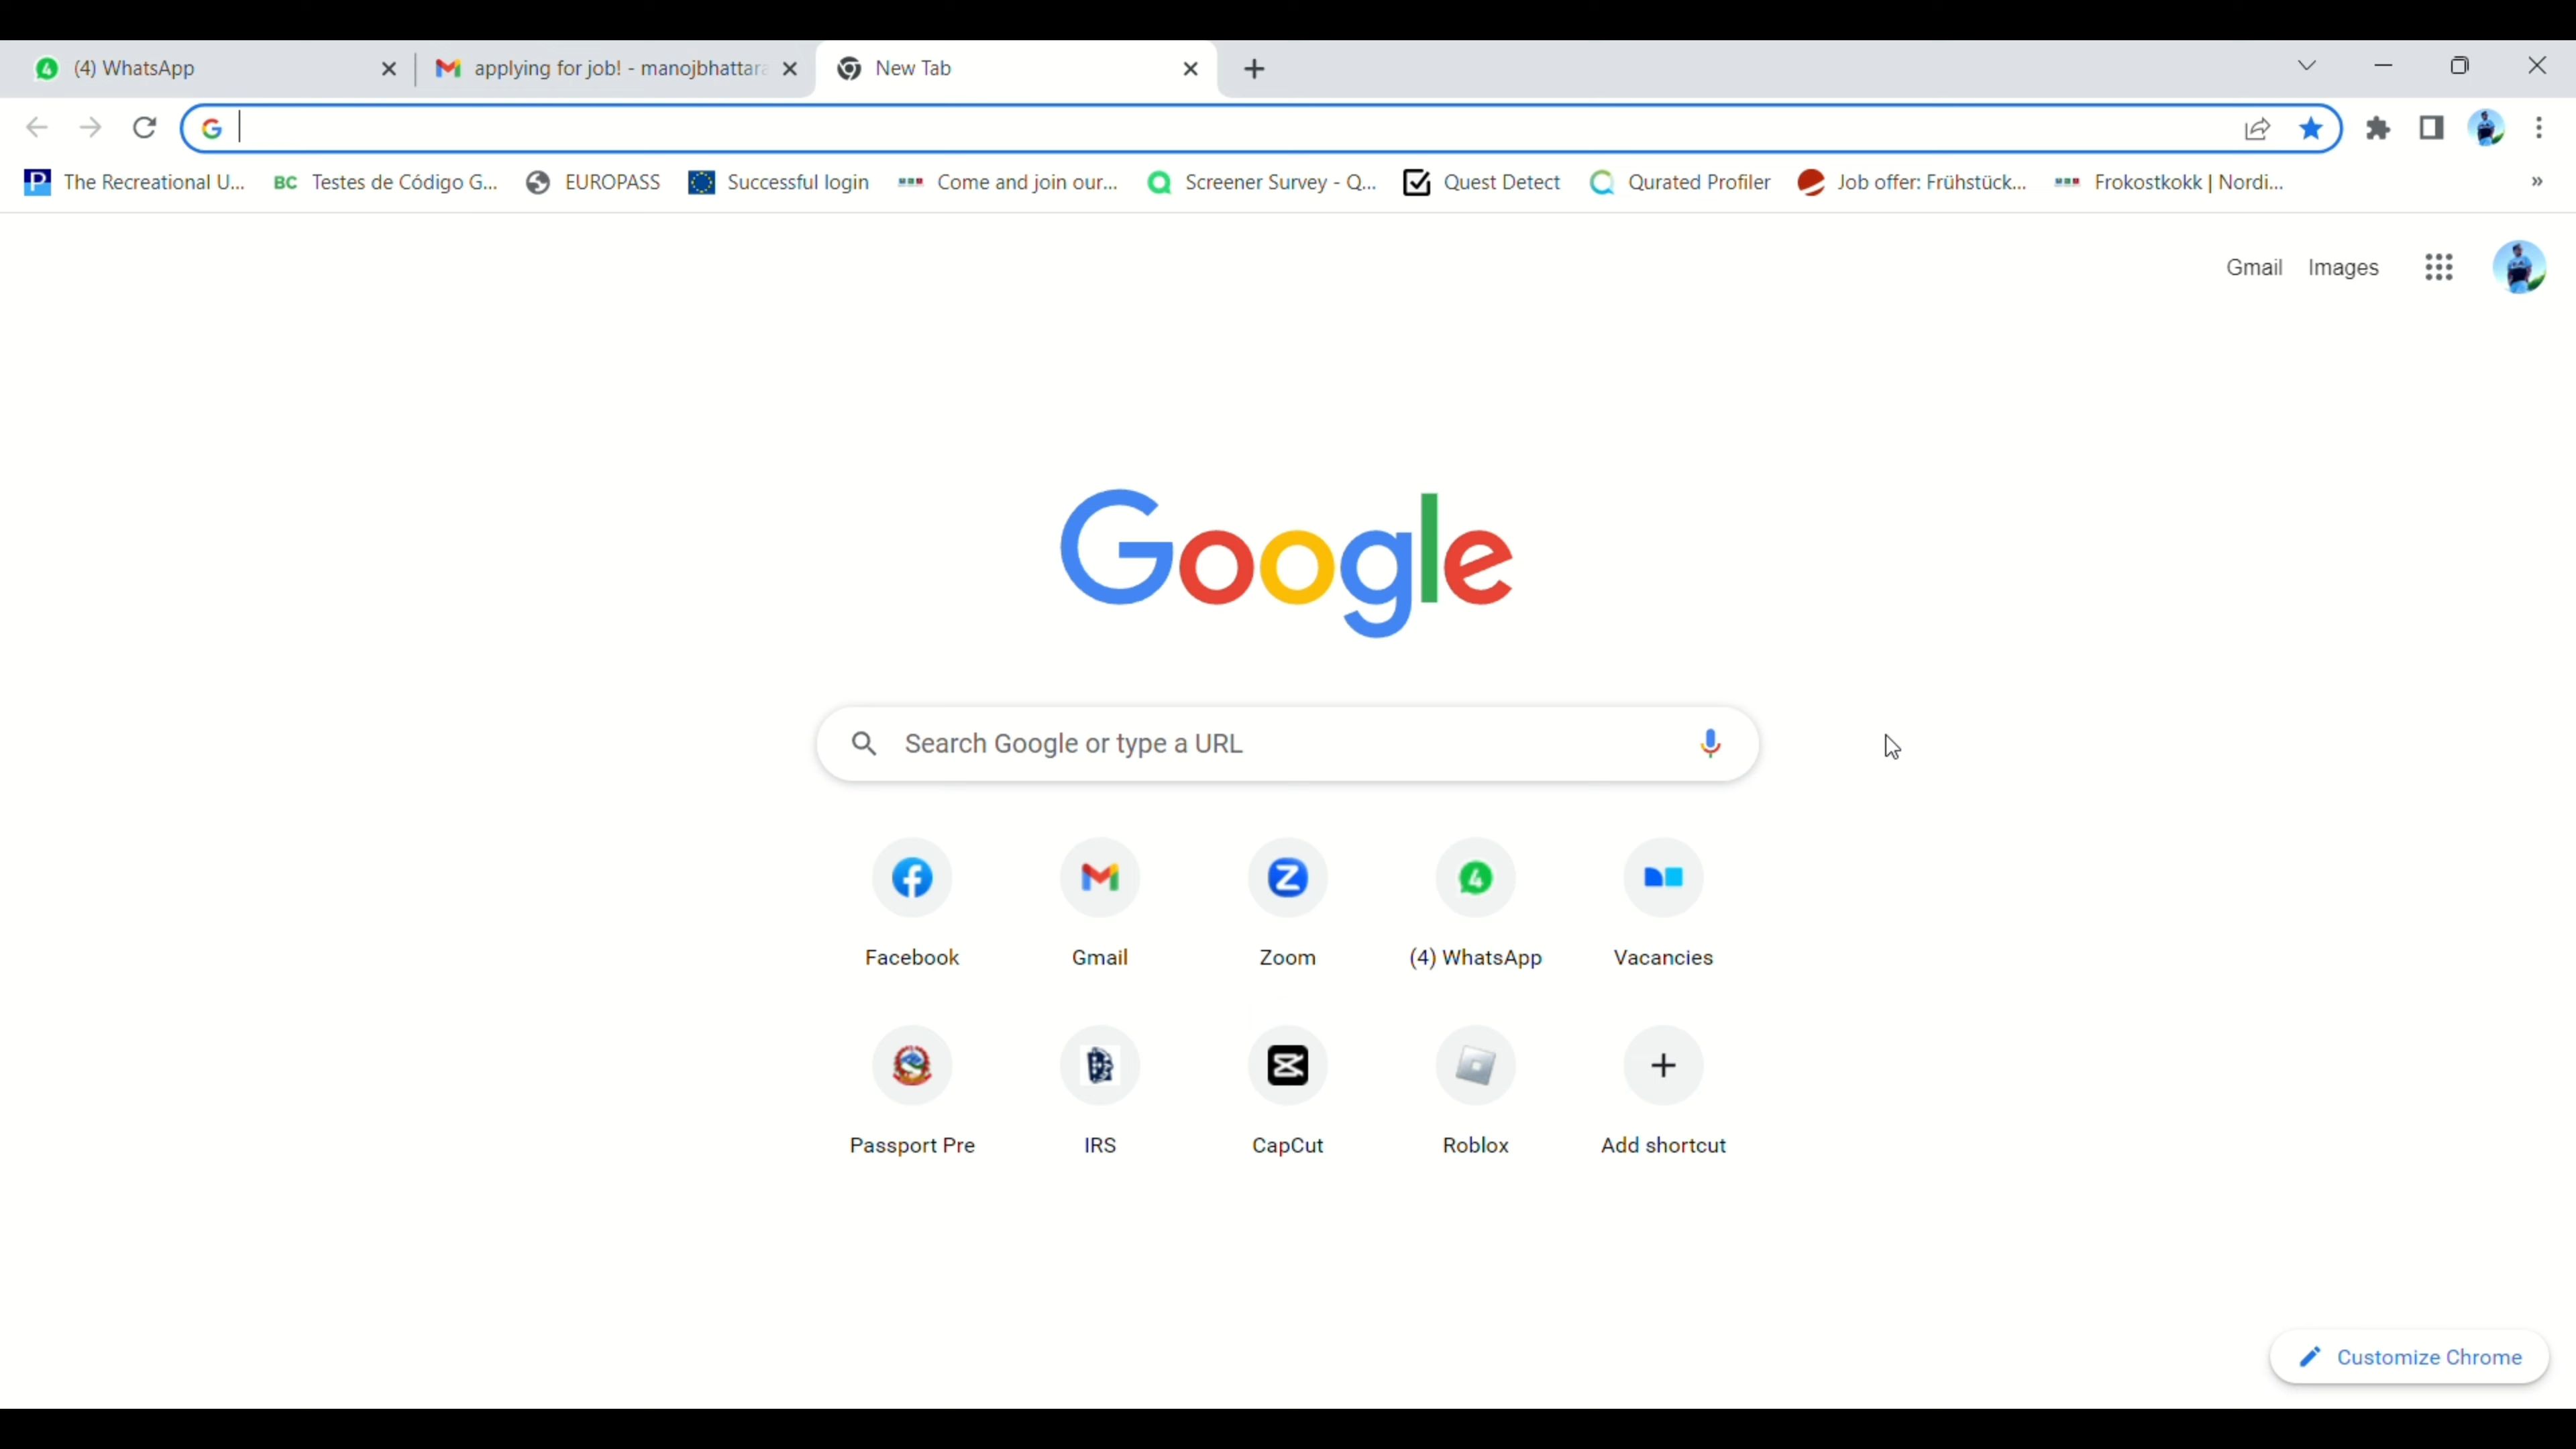 (4) WhatsApp
applying for job! - manojbhattara
New Tab
The Recreational U...
BC Testes de Código G...
EUROPASS
Successful login
Come and join our...
Screener Survey - Q...
Quest Detect
Qurated Profiler
Job offer: Frühstück...
Frokostkokk | Nordi...
Gmail Images
Google
Search Google or type a URL
Facebook Gmail Zoom (4) WhatsApp Vacancies
Passport Pre IRS CapCut Roblox Add shortcut
Customize Chrome